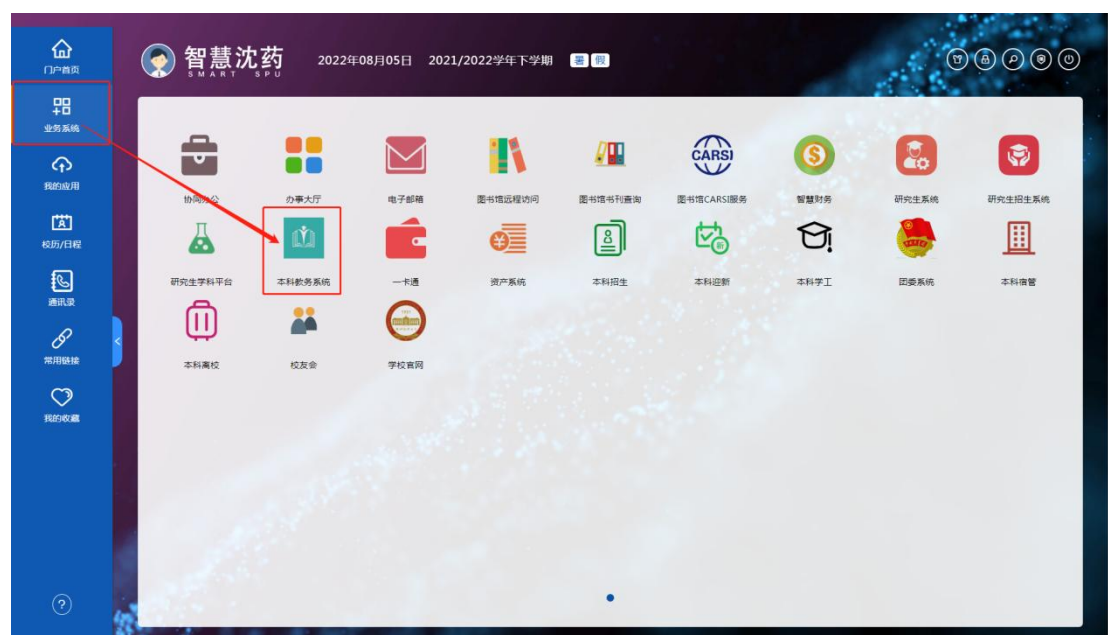 智慧沈药
SMART SPU
2022年08月05日 2021/2022学年下学期 暑 假
门户首页
业务系统
我的应用
校历/日程
通讯录
常用链接
我的收藏
协同办公 办事大厅 电子邮箱 图书馆远程访问 图书馆书刊查询 CARSI 图书馆CARSI服务 智慧财务 研究生系统 研究生招生系统
研究生学科平台 本科教务系统 一卡通 资产系统 本科招生 新 本科迎新 本科学工 团委系统 本科宿管
本科离校 校友会 学校官网